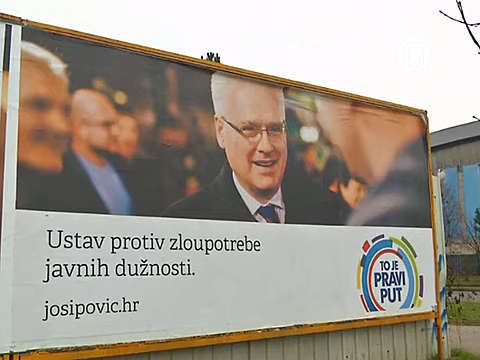 Ustav protiv zloupotrebe
javnih dužnosti.
josipovic.hr
TO JE
PRAVI
PUT